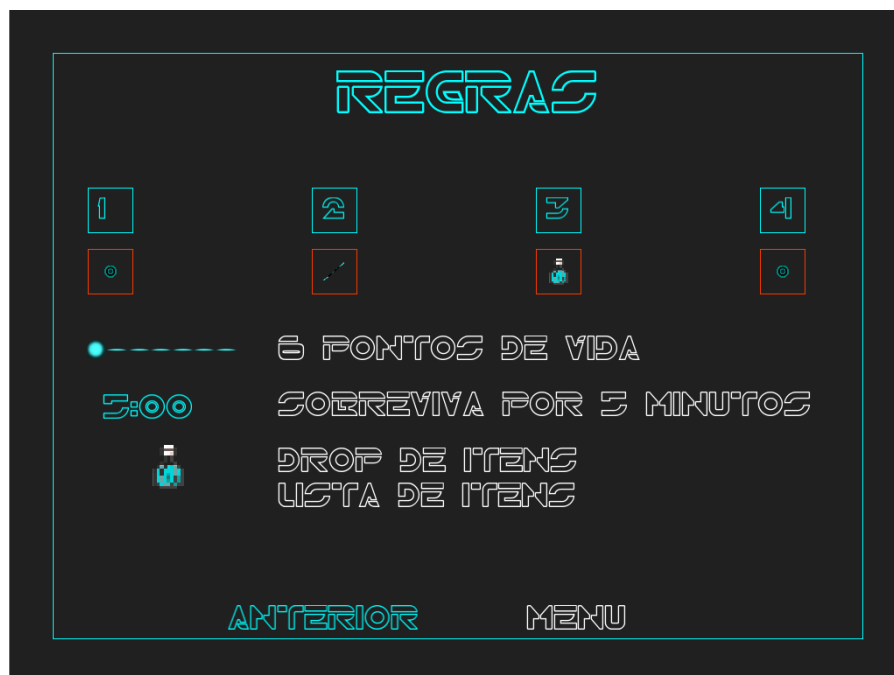 REGRAS
1 2 3 4
6 PONTOS DE VIDA
5:00 SOBREVIVA POR 5 MINUTOS
DROP DE ITENS
LISTA DE ITENS
ANTERIOR MENU